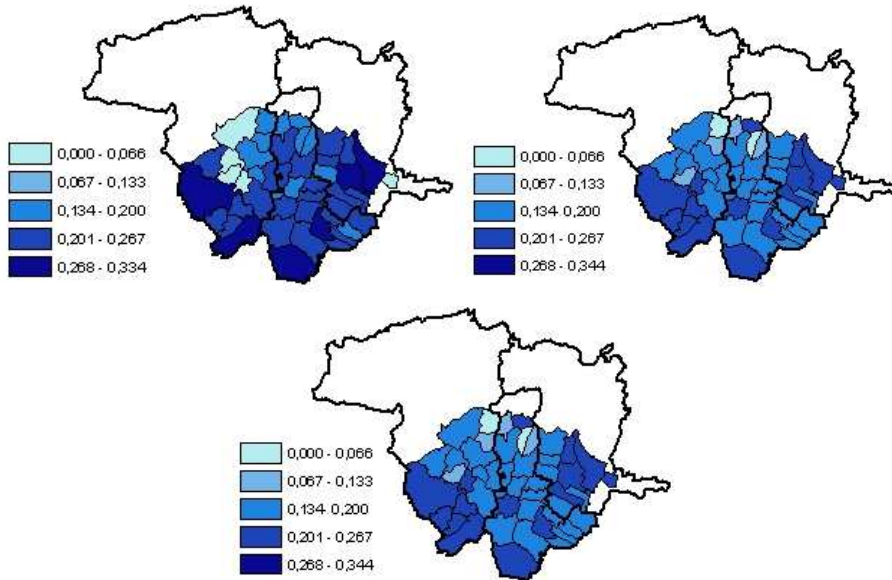 0,000 - 0,066
0,067 - 0,133
0,134 - 0,200
0,201 - 0,267
0,268 - 0,334
0,000 - 0,066
0,067 - 0,133
0,134 0,200
0,201 - 0,267
0,268 - 0,344
0,000 - 0,066
0,067 - 0,133
0,134 0,200
0,201 - 0,267
0,268 - 0,344